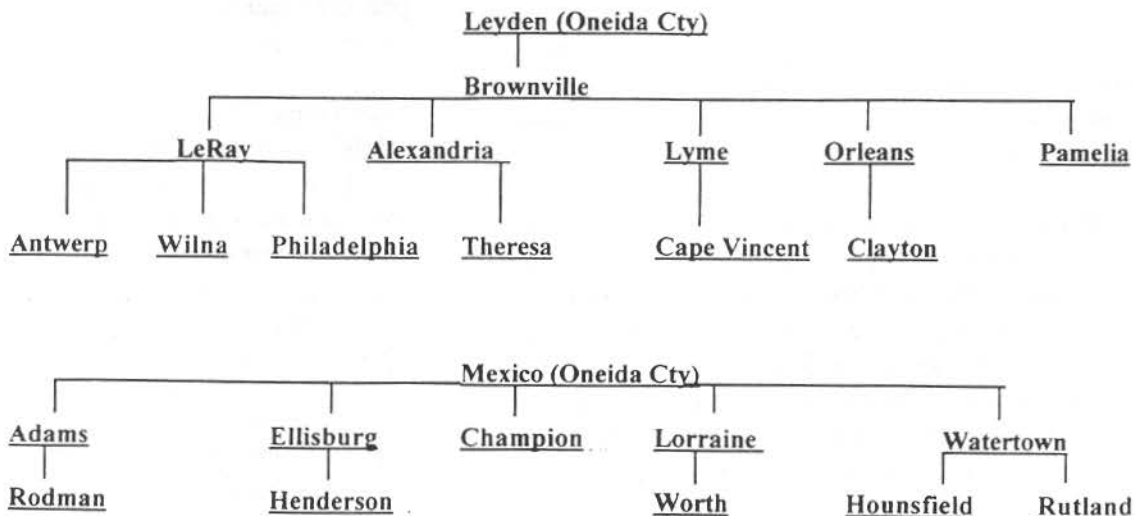 Leyden (Oneida Cty)
Brownville
LeRay Alexandria Lyme Orleans Pamelia
Antwerp Wilna Philadelphia Theresa Cape Vincent Clayton
Mexico (Oneida Cty)
Adams Ellisburg Champion Lorraine Watertown
Rodman Henderson Worth Hounsfield Rutland